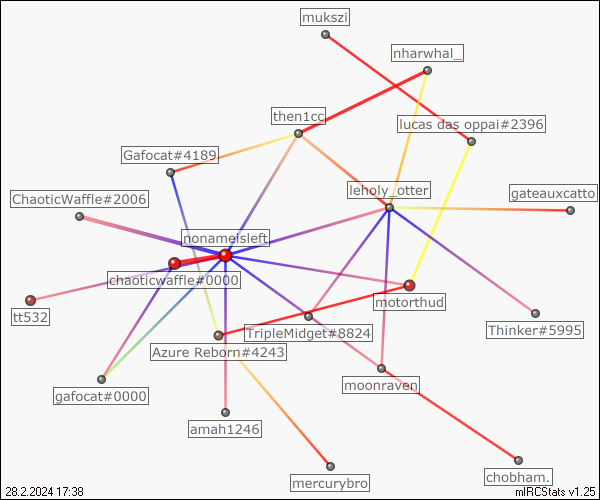 mukszi
nharwhal_
then1cc
lucas das oppai#2396
Gafocat#4189
leholy_otter
ChaoticWaffle#2006
gateauxcatto
nonameisleft
chaoticwaffle#0000
motorthud
tt532
TripleMidget#8824
Thinker#5995
Azure Reborn#4243
moonraven
gafocat#0000
amah1246
chobham.
mercurybro
28.2.2024 17:38
mIRCStats v1.25